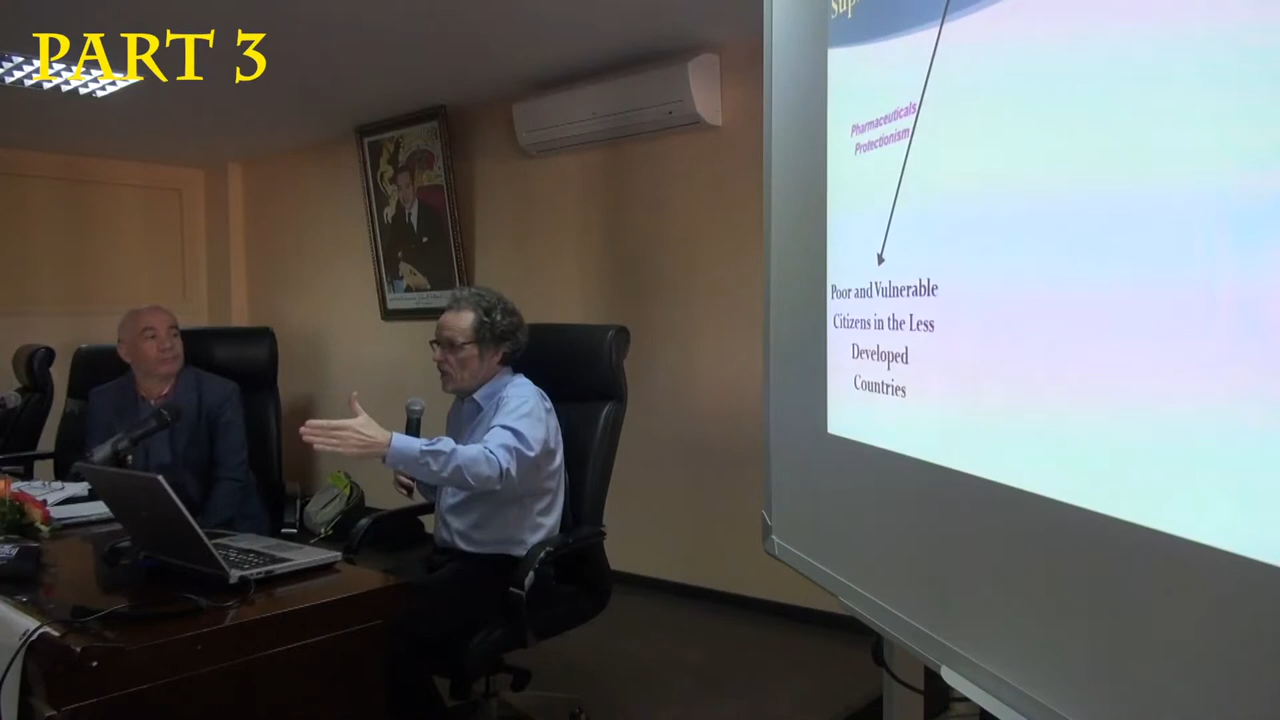 PART 3
Pharmaceuticals
Protectionism
Poor and Vulnerable
Citizens in the Less
Developed
Countries